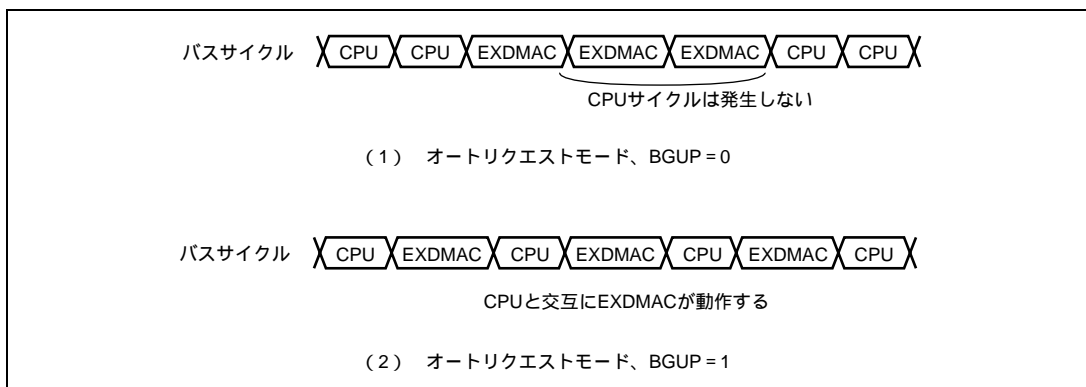 バスサイクル CPU CPU EXDMAC EXDMAC EXDMAC CPU CPU
CPUサイクルは発生しない
(1) オートリクエストモード、BGUP = 0
バスサイクル CPU EXDMAC CPU EXDMAC CPU EXDMAC CPU
CPUと交互にEXDMACが動作する
(2) オートリクエストモード、BGUP = 1